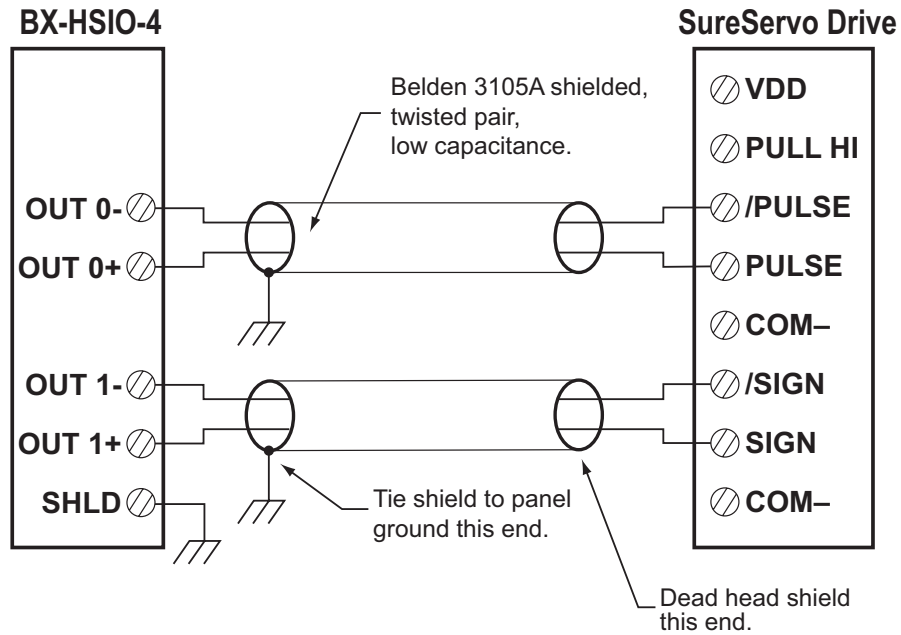 BX-HSIO-4
SureServo Drive
Belden 3105A shielded,
twisted pair,
low capacitance.
OUT 0-
OUT 0+
OUT 1-
OUT 1+
SHLD
VDD
PULL HI
/PULSE
PULSE
COM–
/SIGN
SIGN
COM–
Tie shield to panel
ground this end.
Dead head shield
this end.